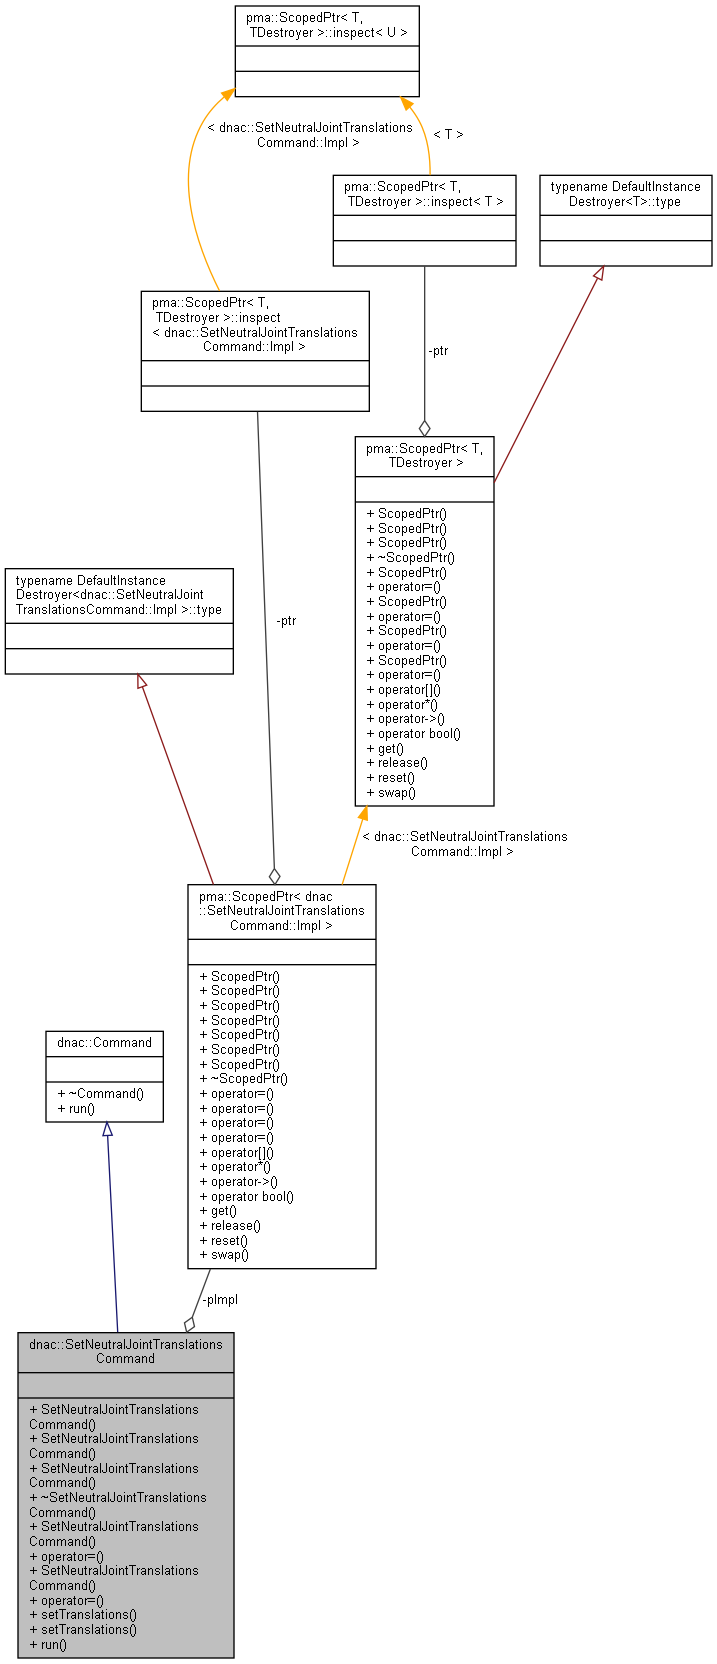 pma::ScopedPtr< T,
TDestroyer >::inspect< U >
< dnac::SetNeutralJointTranslations
Command::Impl >
< T >
pma::ScopedPtr< T,
TDestroyer >::inspect< T >
typename DefaultInstance
Destroyer<T>::type
pma::ScopedPtr< T,
TDestroyer >::inspect
< dnac::SetNeutralJointTranslations
Command::Impl >
-ptr
pma::ScopedPtr< T,
TDestroyer >
+ ScopedPtr()
+ ScopedPtr()
+ ScopedPtr()
+ ~ScopedPtr()
+ ScopedPtr()
+ operator=()
+ ScopedPtr()
+ operator=()
+ ScopedPtr()
+ operator=()
+ ScopedPtr()
+ operator=()
+ operator[]()
+ operator*()
+ operator->()
+ operator bool()
+ get()
+ release()
+ reset()
+ swap()
typename DefaultInstance
Destroyer<dnac::SetNeutralJoint
TranslationsCommand::Impl >::type
-ptr
< dnac::SetNeutralJointTranslations
Command::Impl >
pma::ScopedPtr< dnac
::SetNeutralJointTranslations
Command::Impl >
+ ScopedPtr()
+ ScopedPtr()
+ ScopedPtr()
+ ScopedPtr()
+ ScopedPtr()
+ ScopedPtr()
+ ScopedPtr()
+ ~ScopedPtr()
+ operator=()
+ operator=()
+ operator=()
+ operator=()
+ operator[]()
+ operator*()
+ operator->()
+ operator bool()
+ get()
+ release()
+ reset()
+ swap()
dnac::Command
+ ~Command()
+ run()
-pImpl
dnac::SetNeutralJointTranslations
Command
+ SetNeutralJointTranslations
Command()
+ SetNeutralJointTranslations
Command()
+ SetNeutralJointTranslations
Command()
+ ~SetNeutralJointTranslations
Command()
+ SetNeutralJointTranslations
Command()
+ operator=()
+ SetNeutralJointTranslations
Command()
+ operator=()
+ setTranslations()
+ setTranslations()
+ run()